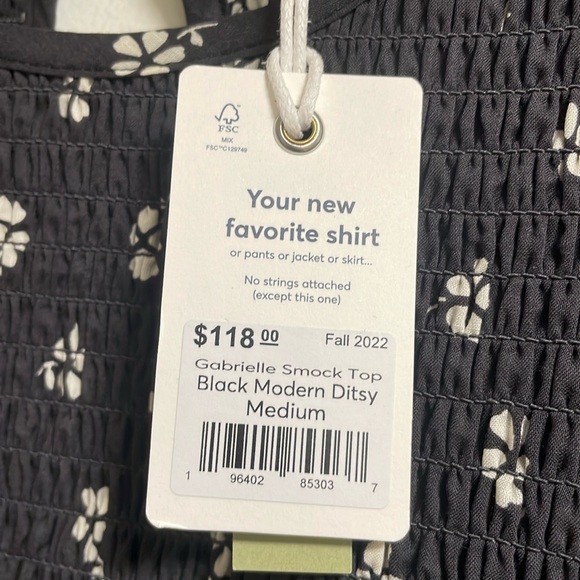 FSC
MIX
FSC™C120740
Your new
favorite shirt
or pants or jacket or skirt...
No strings attached
(except this one)
$118 00 Fall 2022
Gabrielle Smock Top
Black Modern Ditsy
Medium
1 96402 85303 7